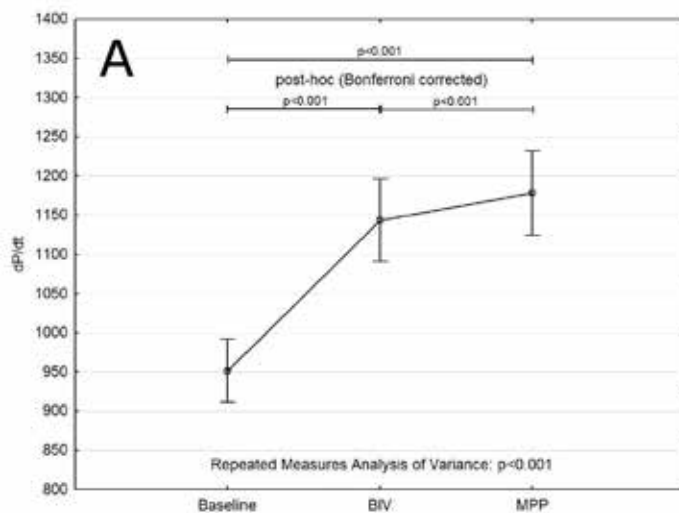 A
p<0.001
post-hoc (Bonferroni corrected)
p<0.001 p<0.001
1400
1350
1300
1250
1200
1150
1100
1050
1000
950
900
850
800
dP/dt
Repeated Measures Analysis of Variance: p<0.001
Baseline BIV MPP